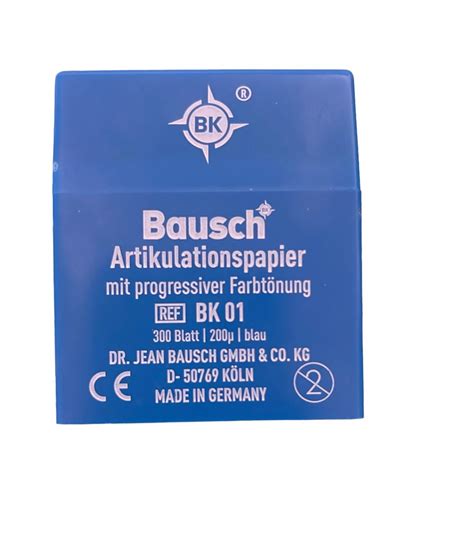 BK ®
Bausch BK
Artikulationspapier
mit progressiver Farbtönung
REF BK 01
300 Blatt | 200µ | blau
DR. JEAN BAUSCH GMBH & CO. KG
D- 50769 KÖLN
MADE IN GERMANY
CE
2